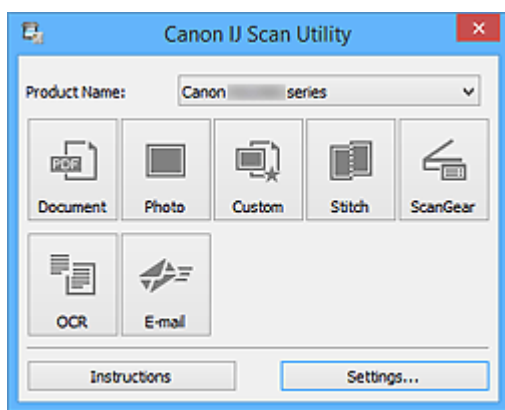 Canon IJ Scan Utility
Product Name: Canon series
Document Photo Custom Stitch ScanGear
PDF
OCR E-mail
Instructions Settings...